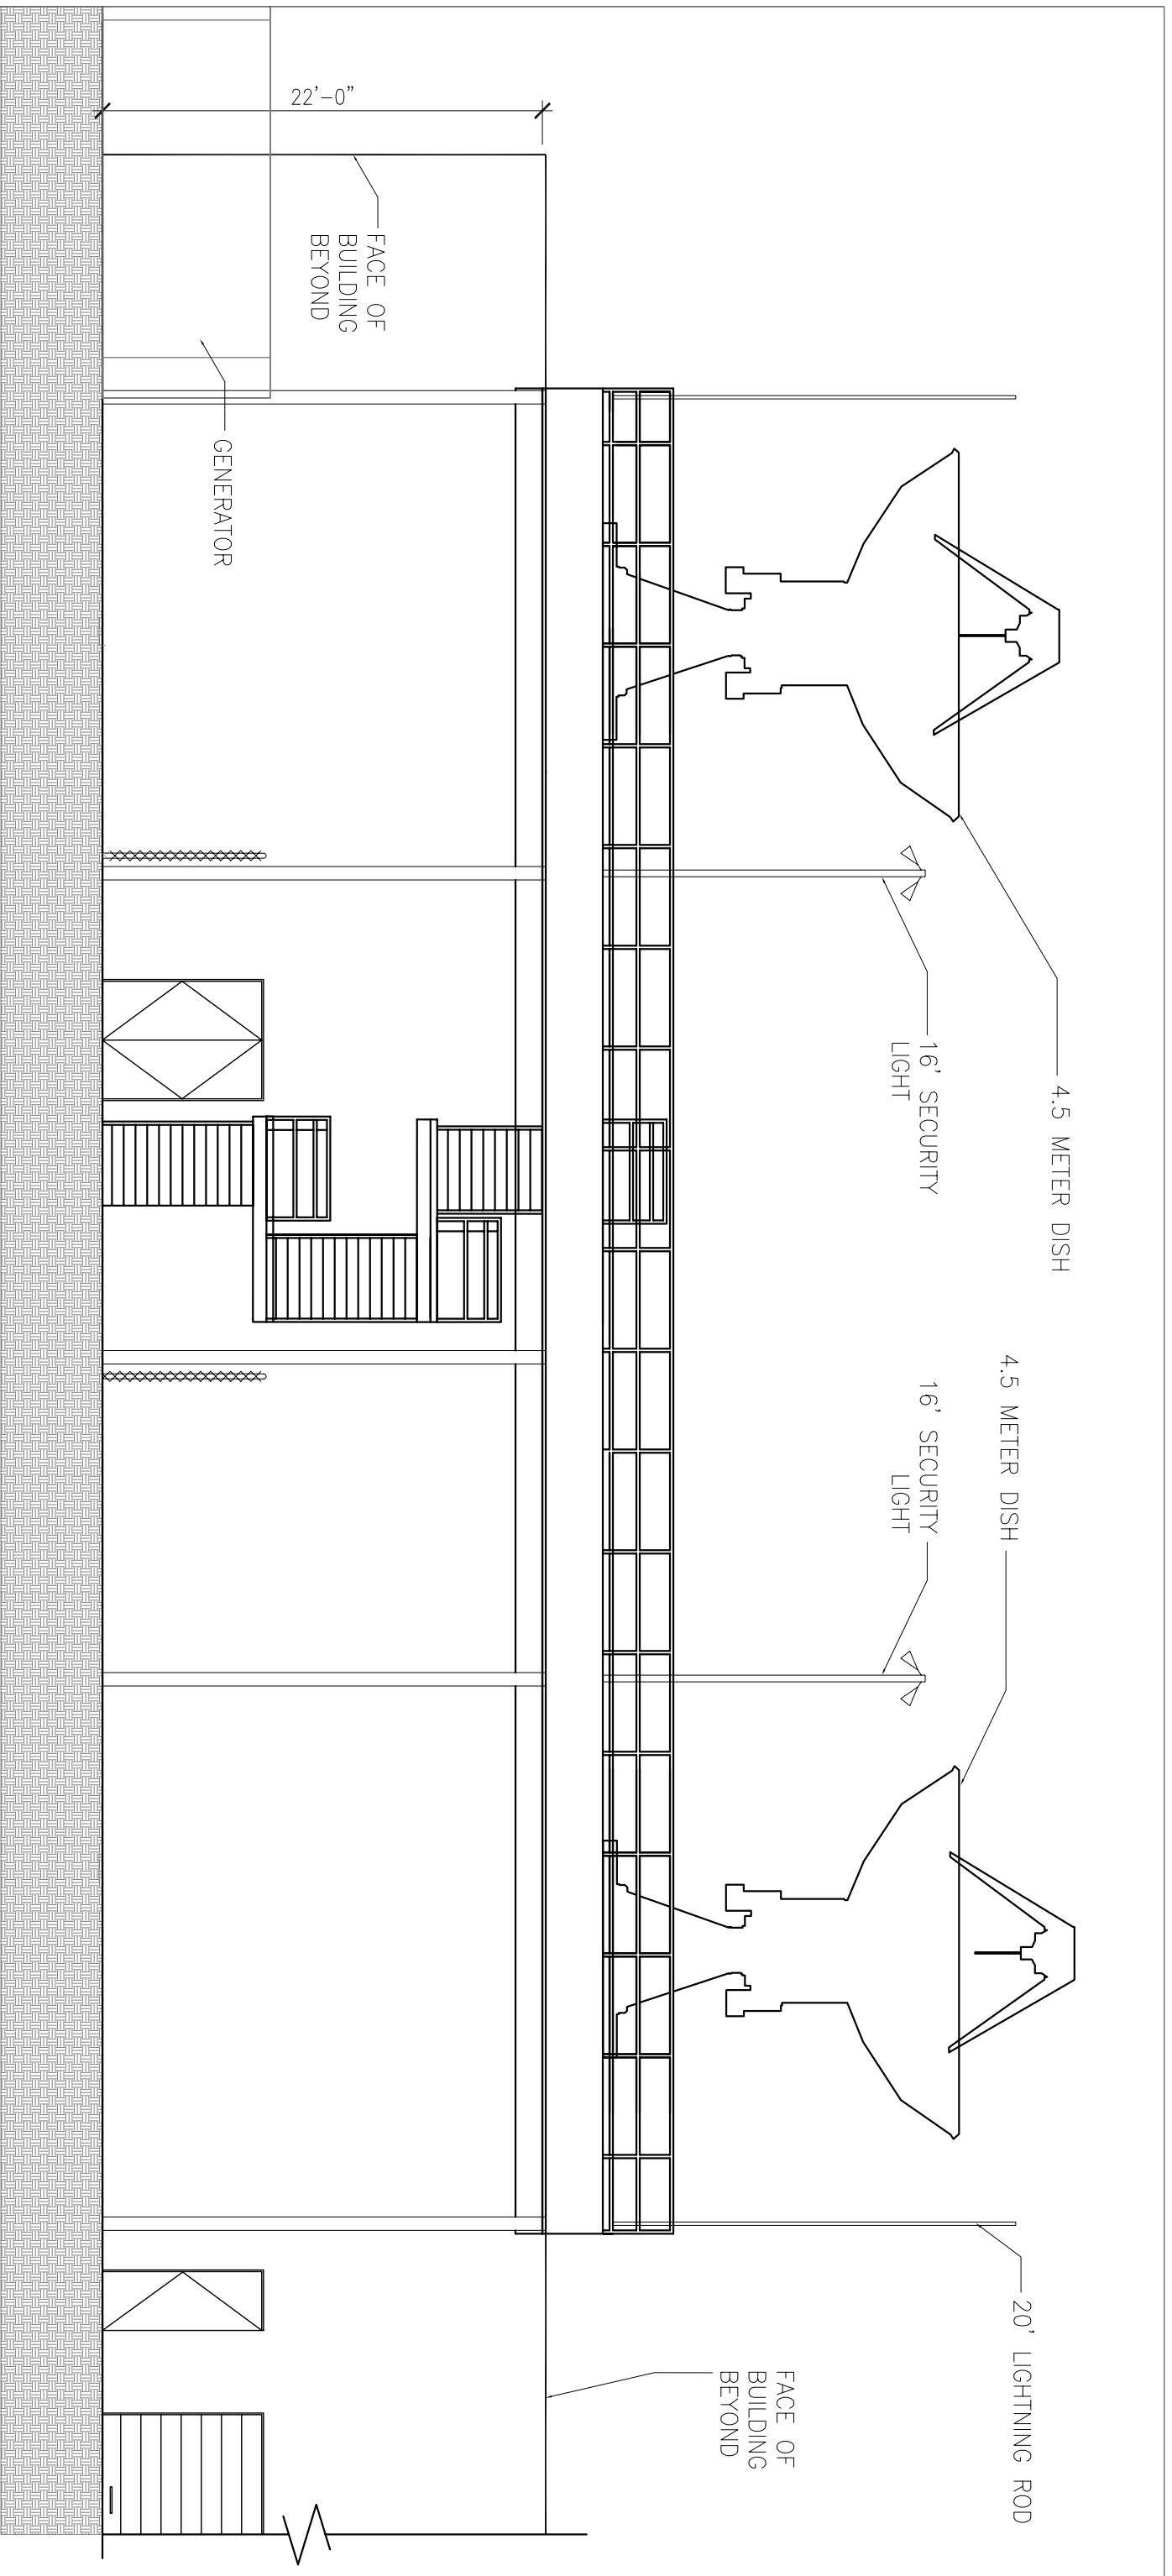 4.5 METER DISH
16' SECURITY
LIGHT
4.5 METER DISH
16' SECURITY
LIGHT
20' LIGHTNING ROD
FACE OF
BUILDING
BEYOND
22'-0"
FACE OF
BUILDING
BEYOND
GENERATOR